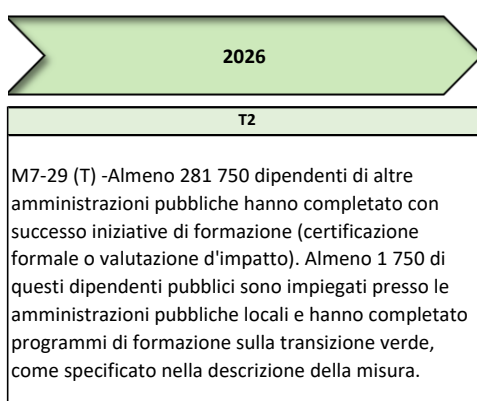 2026
T2
M7-29 (T) -Almeno 281 750 dipendenti di altre
amministrazioni pubbliche hanno completato con
successo iniziative di formazione (certificazione
formale o valutazione d'impatto). Almeno 1 750 di
questi dipendenti pubblici sono impiegati presso le
amministrazioni pubbliche locali e hanno completato
programmi di formazione sulla transizione verde,
come specificato nella descrizione della misura.